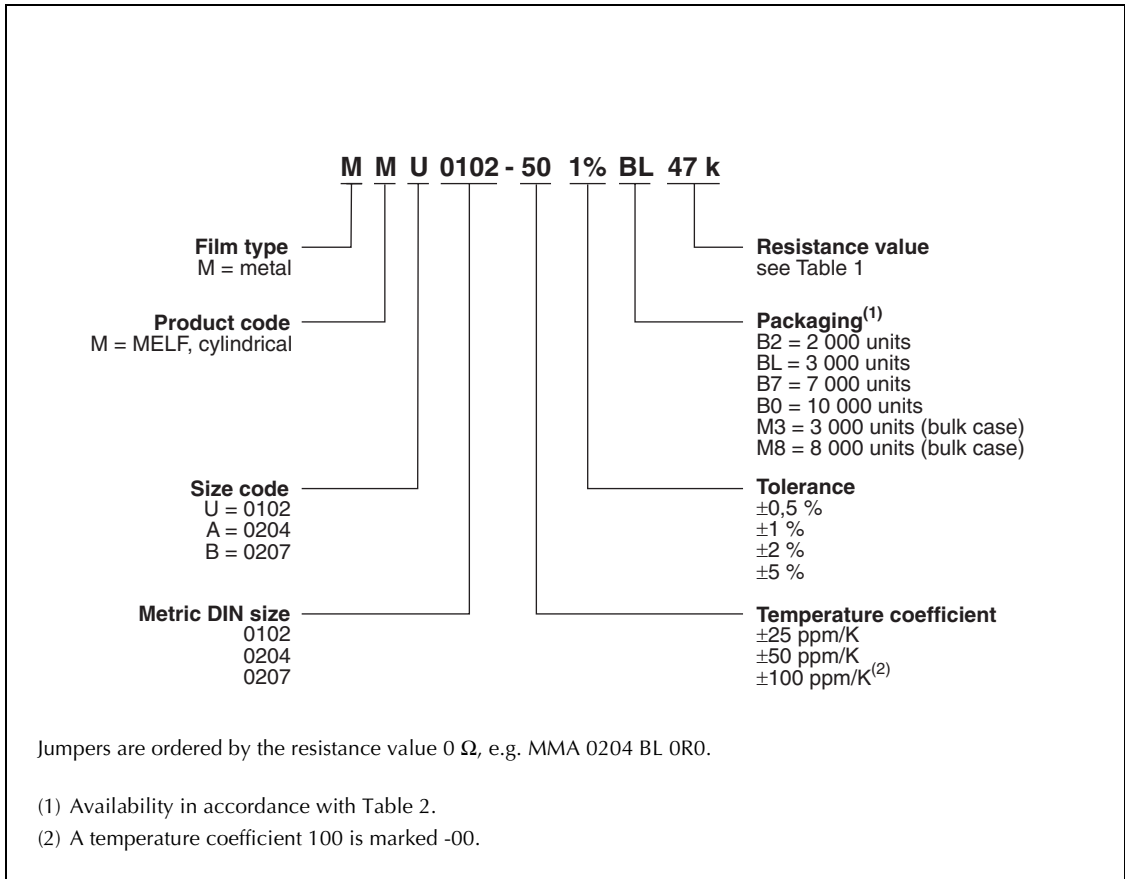 M M U 0102 - 50 1% BL 47 k
Film type
M = metal
Product code
M = MELF, cylindrical
Size code
U = 0102
A = 0204
B = 0207
Metric DIN size
0102
0204
0207
Resistance value
see Table 1
Packaging(1)
B2 = 2 000 units
BL = 3 000 units
B7 = 7 000 units
B0 = 10 000 units
M3 = 3 000 units (bulk case)
M8 = 8 000 units (bulk case)
Tolerance
±0,5 %
±1 %
±2 %
±5 %
Temperature coefficient
±25 ppm/K
±50 ppm/K
±100 ppm/K(2)
Jumpers are ordered by the resistance value 0 Ω, e.g. MMA 0204 BL 0R0.
(1) Availability in accordance with Table 2.
(2) A temperature coefficient 100 is marked -00.